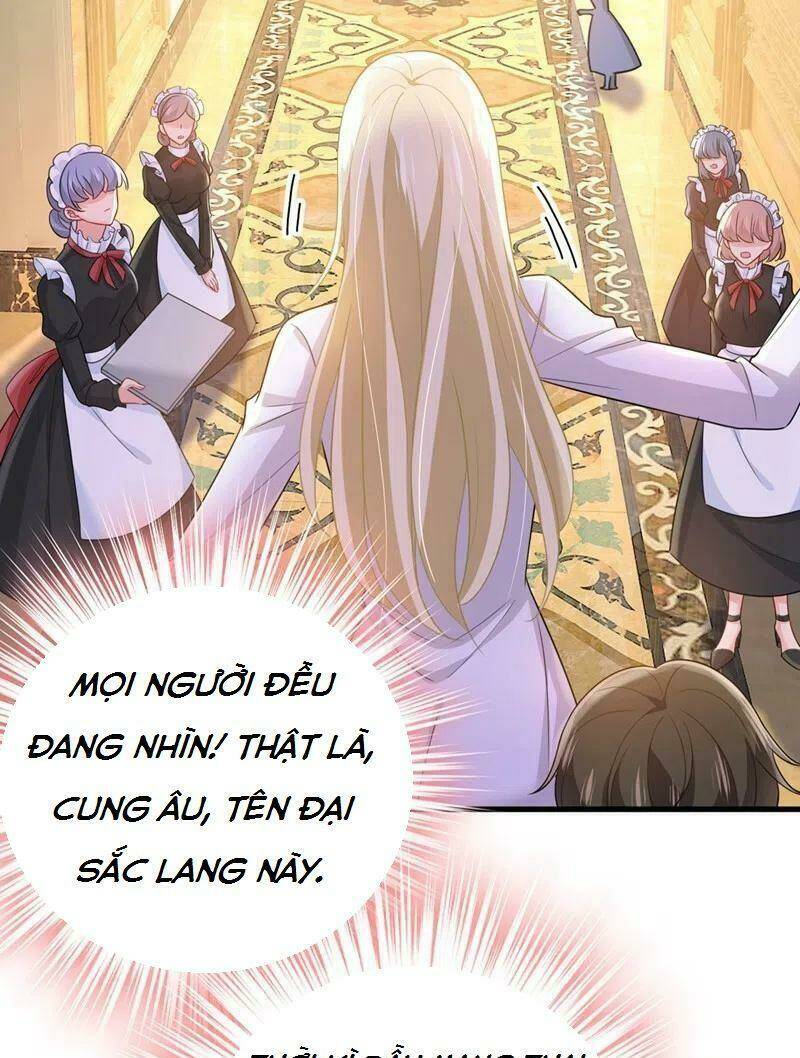 MỌI NGƯỜI ĐỀU
ĐANG NHÌN! THẬT LÀ,
CUNG ÂU, TÊN ĐẠI
SẮC LANG NÀY.